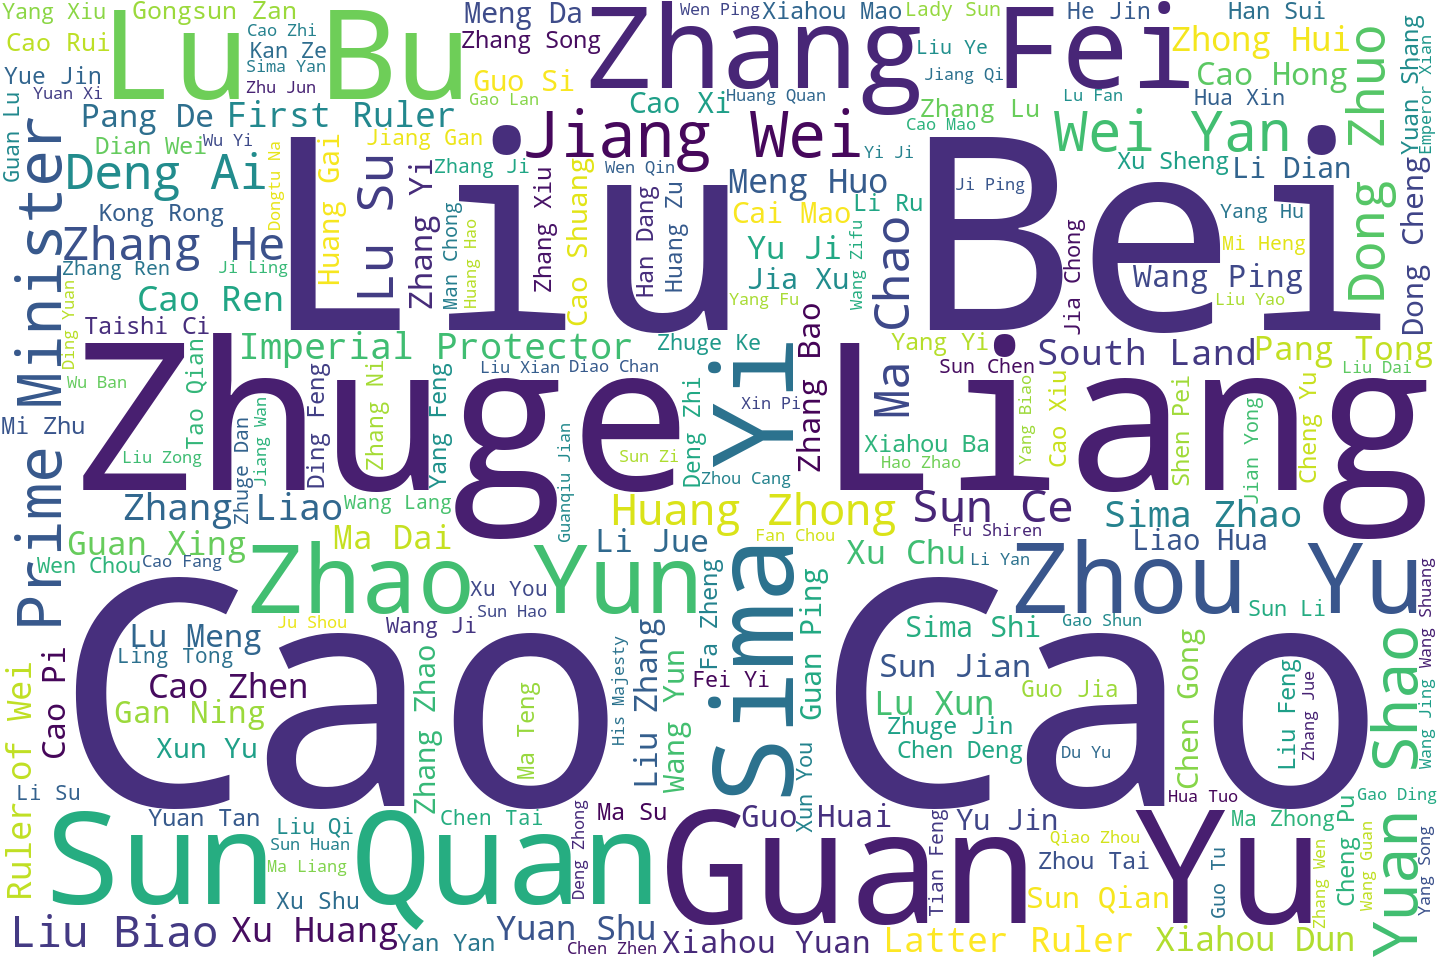 Yang Xiu
Gongsun Zan
Lu Bu
Cao Zhi
Meng Da
Wen Ping
Xiahou Mao
Lady Sun
He Jin
Han Sui
Cao Rui
Kan Ze
Zhang Song
Zhang Fei
Liu Ye
Zhong Hui
Yue Jin
Sima Yan
Guo Si
Jiang Qi
Cao Hong
Yuan Xi
Zhu Jun
Gao Lan
Cao Xi
Huang Quan
Zhang Lu
Lu Fan
Hua Xin
Dong Zhuo
Yuan Shang
Emperor Xian
Guan Lu
Prime Minister
Pang De
First Ruler
Jiang Gan
Jiang Wei
Cao Mao
Wei Yan
Dian Wei
Wu Yi
Dongtu Na
Huang Gai
Lu Su
Zhang Yi
Zhang Ji
Wen Qin
Yi Ji
Xu Sheng
Li Dian
Deng Ai
Liu Bei
Meng Huo
Ji Ping
Li Ru
Kong Rong
Cai Mao
Yang Hu
Zhang He
Man Chong
Huang Hao
Zhang Xiu
Cao Shuang
Han Dang
Huang Zu
Yu Ji
Wang Zifu
Ma Chao
Jia Chong
Mi Heng
Dong Cheng
Zhang Ren
Ji Ling
Jia Xu
Wang Ping
Cao Ren
Yang Fu
Liu Yao
Ding Yuan
Taishi Ci
Imperial Protector
Zhuge Ke
Zhang Bao
Yang Yi
South Land
Pang Tong
Tao Qian
Liu Xian
Diao Chan
Sun Chen
Liu Dai
Wu Ban
Zhuge Liang
Mi Zhu
Jiang Wan
Ding Feng
Zhang Ni
Yang Feng
Deng Zhi
Sima Yi
Xin Pi
Yang Biao
Cao Xiu
Shen Pei
Jian Yong
Cheng Yu
Liu Zong
Zhuge Dan
Guanqiu Jian
Sun Zi
Xiahou Ba
Hao Zhao
Zhou Cang
Zhang Liao
Wang Lang
Huang Zhong
Sun Ce
Sima Zhao
Guan Xing
Ma Dai
Li Jue
Fan Chou
Fu Shiren
Xu Chu
Liao Hua
Wen Chou
Cao Fang
Zhao Yun
Li Yan
Zhou Yu
Xu You
Fa Zheng
Guan Ping
Sun Hao
Cao Cao
Sun Li
Wang Shuang
Ju Shou
Wang Ji
Gao Shun
Lu Meng
Sima Shi
Ling Tong
Zhang Zhao
His Majesty
Liu Zhang
Wang Yun
Sun Jian
Chen Gong
Lu Feng
Zhang Jue
Yuan Shao
Wang Jing
Ruler of Wei
Cao Pi
Cao Zhen
Fei Yi
Guo Jia
Gan Ning
Ma Teng
Lu Xun
Zhuge Jin
Xun Yu
Xun You
Chen Deng
Du Yu
Li Su
Hua Tuo
Gao Ding
Yuan Tan
Sun Quan
Chen Tai
Ma Su
Guan Yu
Guo Huai
Yu Jin
Ma Zhong
Cheng Pu
Liu Qi
Sun Huan
Qiao Zhou
Ma Liang
Deng Zhong
Tian Feng
Zhou Tai
Guo Tu
Zhang Wen
Wang Guan
Yang Song
Xu Shu
Sun Qian
Liu Biao
Xu Huang
Yan Yan
Yuan Shu
Chen Zhen
Xiahou Yuan
Latter Ruler
Xiahou Dun